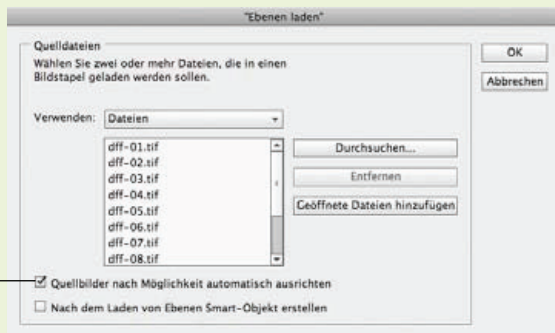 "Ebenen laden"
Quelldateien
Wählen Sie zwei oder mehr Dateien, die in einen
Bildstapel geladen werden sollen.
OK
Abbrechen
Verwenden: Dateien
dff-01.tif
dff-02.tif
dff-03.tif
dff-04.tif
dff-05.tif
dff-06.tif
dff-07.tif
dff-08.tif
Durchsuchen...
Entfernen
Geöffnete Dateien hinzufügen
Quellbilder nach Möglichkeit automatisch ausrichten
Nach dem Laden von Ebenen Smart-Objekt erstellen